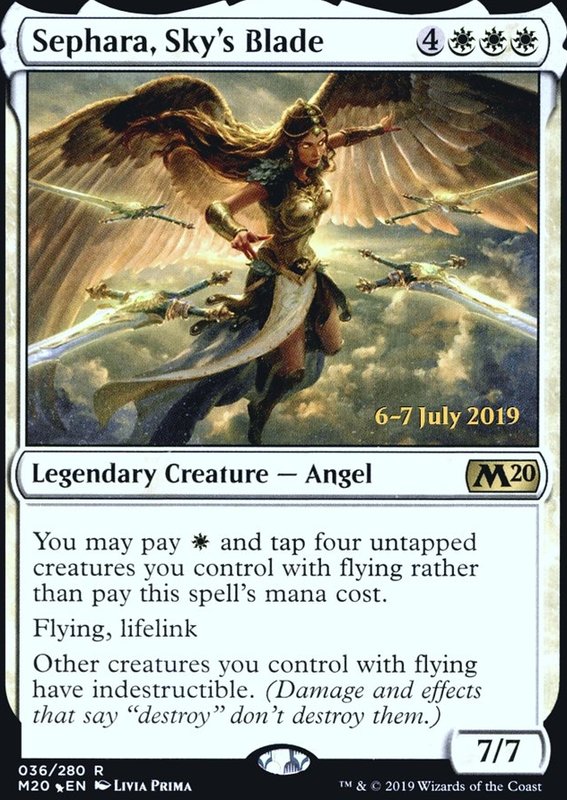 Sephara, Sky's Blade 4
6–7 July 2019
Legendary Creature — Angel M20
You may pay and tap four untapped
creatures you control with flying rather
than pay this spell's mana cost.
Flying, lifelink
Other creatures you control with flying
have indestructible. (Damage and effects
that say “destroy” don't destroy them.)
7/7
036/280 R
M20 EN LIVIA PRIMA
™ & © 2019 Wizards of the Coast